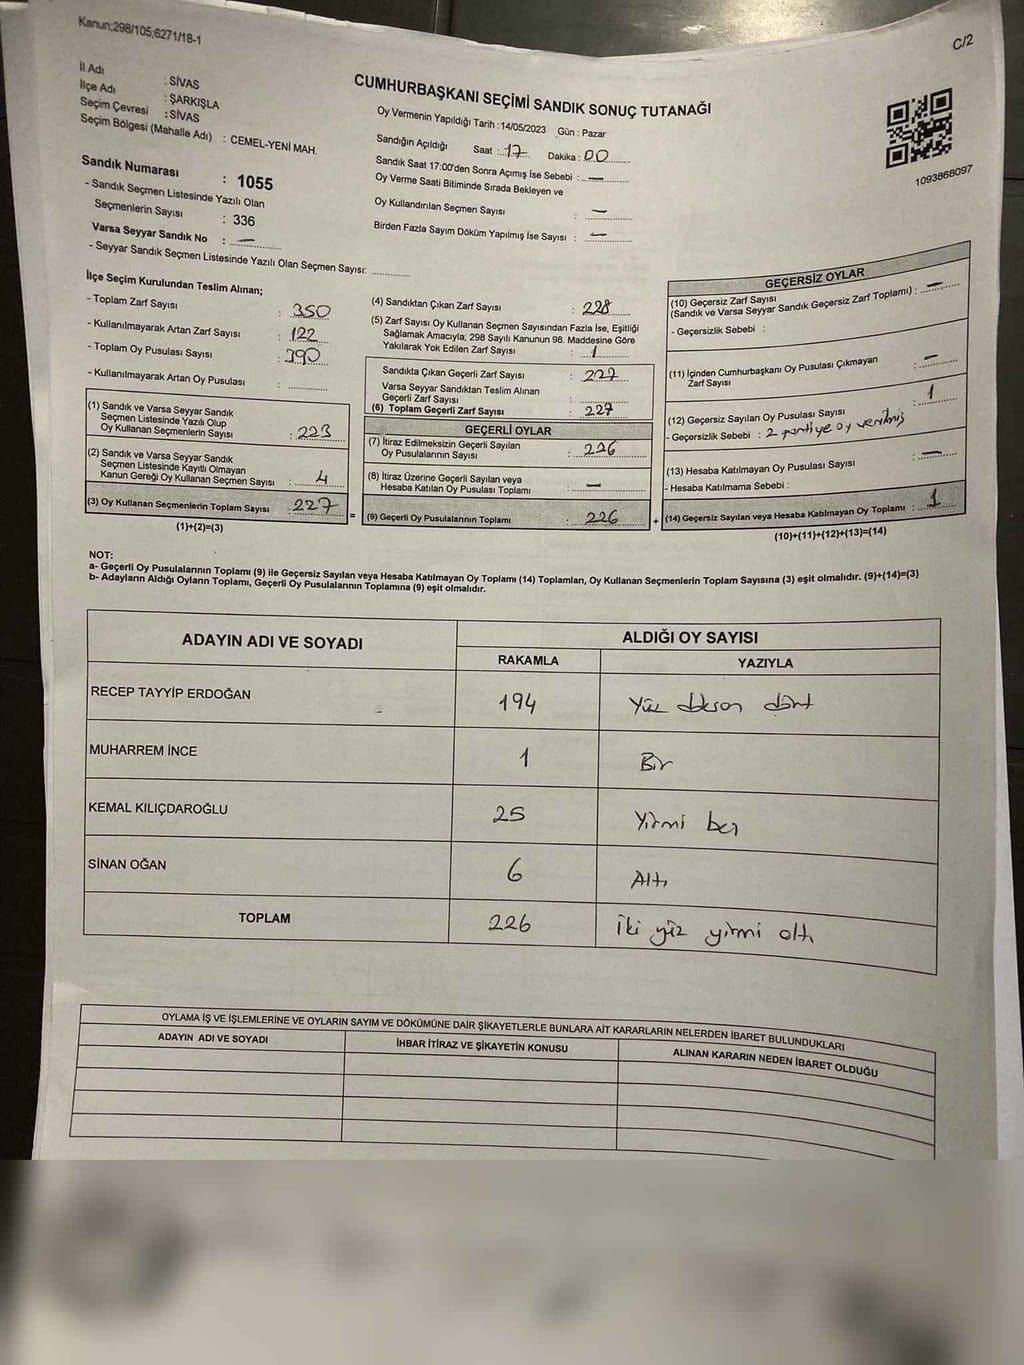 Kanun;298/105;6271/18-1
C/2
İl Adı : SİVAS
İlçe Adı : ŞARKIŞLA
Seçim Çevresi : SİVAS
Seçim Bölgesi (Mahalle Adı) : CEMEL-YENİ MAH.
Sandık Numarası : 1055
- Sandık Seçmen Listesinde Yazılı Olan
Seçmenlerin Sayısı : 336
Varsa Seyyar Sandık No : —
- Seyyar Sandık Seçmen Listesinde Yazılı Olan Seçmen Sayısı:
CUMHURBAŞKANI SEÇİMİ SANDIK SONUÇ TUTANAĞI
Oy Vermenin Yapıldığı Tarih : 14/05/2023 Gün : Pazar
Sandığın Açıldığı Saat : 17 Dakika : 00
Sandık Saat 17:00'den Sonra Açımış İse Sebebi : —
Oy Verme Saati Bitiminde Sırada Bekleyen ve
Oy Kullandırılan Seçmen Sayısı : —
Birden Fazla Sayım Döküm Yapılmış İse Sayısı : —
1093868097
İlçe Seçim Kurulundan Teslim Alınan;
- Toplam Zarf Sayısı : 350
- Kullanılmayarak Artan Zarf Sayısı : 122
- Toplam Oy Pusulası Sayısı : 390
- Kullanılmayarak Artan Oy Pusulası :
(1) Sandık ve Varsa Seyyar Sandık
Seçmen Listesinde Yazılı Olup
Oy Kullanan Seçmenlerin Sayısı : 223
(2) Sandık ve Varsa Seyyar Sandık
Seçmen Listesinde Kayıtlı Olmayan
Kanun Gereği Oy Kullanan Seçmen Sayısı : 4
(3) Oy Kullanan Seçmenlerin Toplam Sayısı : 227
(1)+(2)=(3)
=
(4) Sandıktan Çıkan Zarf Sayısı : 228
(5) Zarf Sayısı Oy Kullanan Seçmen Sayısından Fazla İse, Eşitliği
Sağlamak Amacıyla; 298 Sayılı Kanunun 98. Maddesine Göre
Yakılarak Yok Edilen Zarf Sayısı : 1
Sandıkta Çıkan Geçerli Zarf Sayısı : 227
Varsa Seyyar Sandıktan Teslim Alınan
Geçerli Zarf Sayısı :
(6) Toplam Geçerli Zarf Sayısı : 227
GEÇERLİ OYLAR
(7) İtiraz Edilmeksizin Geçerli Sayılan
Oy Pusulalarının Sayısı : 226
(8) İtiraz Üzerine Geçerli Sayılan veya
Hesaba Katılan Oy Pusulası Toplamı : —
(9) Geçerli Oy Pusulalarının Toplamı : 226
+
GEÇERSİZ OYLAR
(10) Geçersiz Zarf Sayısı
(Sandık ve Varsa Seyyar Sandık Geçersiz Zarf Toplamı) : —
- Geçersizlik Sebebi :
(11) İçinden Cumhurbaşkanı Oy Pusulası Çıkmayan
Zarf Sayısı : —
(12) Geçersiz Sayılan Oy Pusulası Sayısı : 1
- Geçersizlik Sebebi : 2 partiye oy verilmiş
(13) Hesaba Katılmayan Oy Pusulası Sayısı : —
- Hesaba Katılmama Sebebi :
(14) Geçersiz Sayılan veya Hesaba Katılmayan Oy Toplamı : 1
(10)+(11)+(12)+(13)=(14)
NOT:
a- Geçerli Oy Pusulalarının Toplamı (9) ile Geçersiz Sayılan veya Hesaba Katılmayan Oy Toplamı (14) Toplamları, Oy Kullanan Seçmenlerin Toplam Sayısına (3) eşit olmalıdır. (9)+(14)=(3)
b- Adayların Aldığı Oyların Toplamı, Geçerli Oy Pusulalarının Toplamına (9) eşit olmalıdır.
ADAYIN ADI VE SOYADI ALDIĞI OY SAYISI
RAKAMLA YAZIYLA
RECEP TAYYİP ERDOĞAN 194 Yüz doksan dört
MUHARREM İNCE 1 Bir
KEMAL KILIÇDAROĞLU 25 Yirmi beş
SİNAN OĞAN 6 Altı
TOPLAM 226 iki yüz yirmi altı
OYLAMA İŞ VE İŞLEMLERİNE VE OYLARIN SAYIM VE DÖKÜMÜNE DAİR ŞİKAYETLERLE BUNLARA AİT KARARLARIN NELERDEN İBARET BULUNDUKLARI
ADAYIN ADI VE SOYADI İHBAR İTİRAZ VE ŞİKAYETİN KONUSU ALINAN KARARIN NEDEN İBARET OLDUĞU